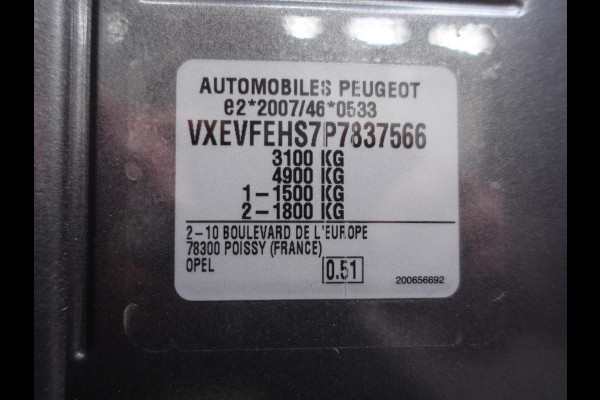 AUTOMOBILES PEUGEOT
e2*2007/46*0533
VXEVFEHS7P7837566
3100 KG
4900 KG
1-1500 KG
2-1800 KG
2-10 BOULEVARD DE L'EUROPE
78300 POISSY (FRANCE)
OPEL
0.51
200656692